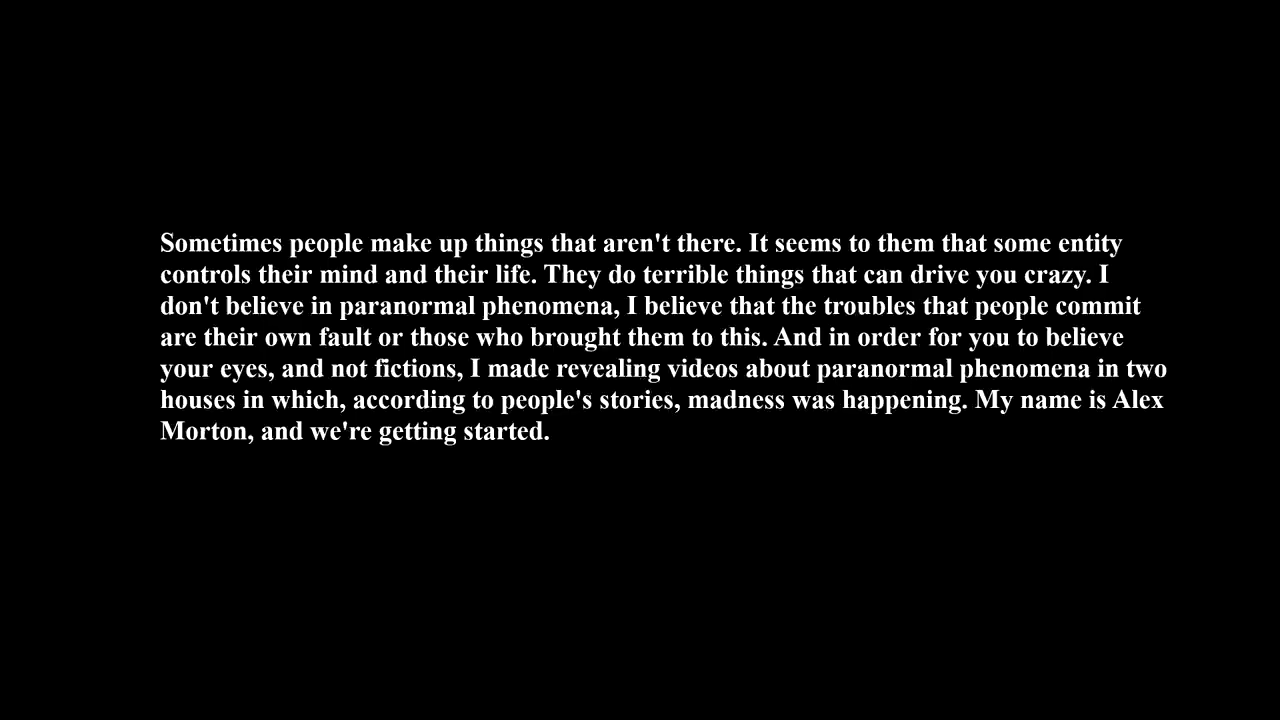 Sometimes people make up things that aren't there. It seems to them that some entity
controls their mind and their life. They do terrible things that can drive you crazy. I
don't believe in paranormal phenomena, I believe that the troubles that people commit
are their own fault or those who brought them to this. And in order for you to believe
your eyes, and not fictions, I made revealing videos about paranormal phenomena in two
houses in which, according to people's stories, madness was happening. My name is Alex
Morton, and we're getting started.